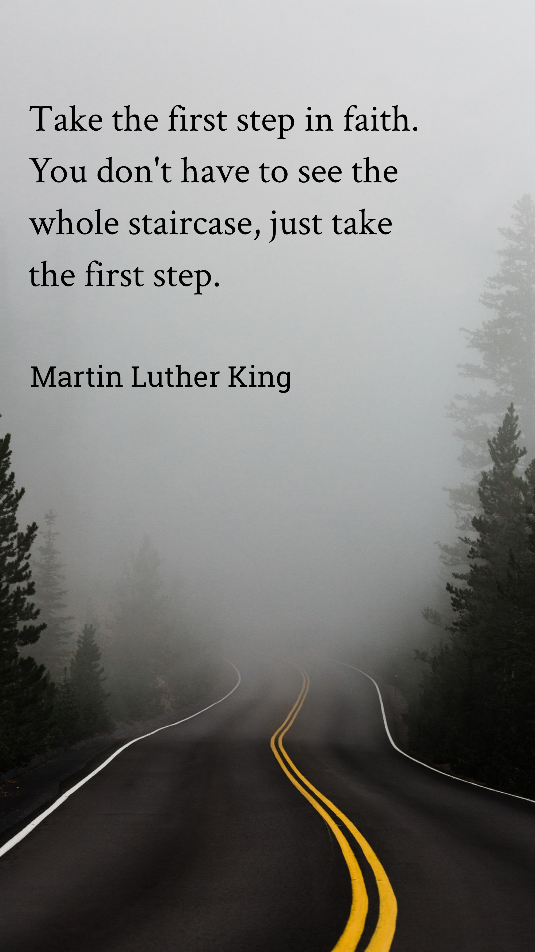 Take the first step in faith.
You don't have to see the
whole staircase, just take
the first step.
Martin Luther King